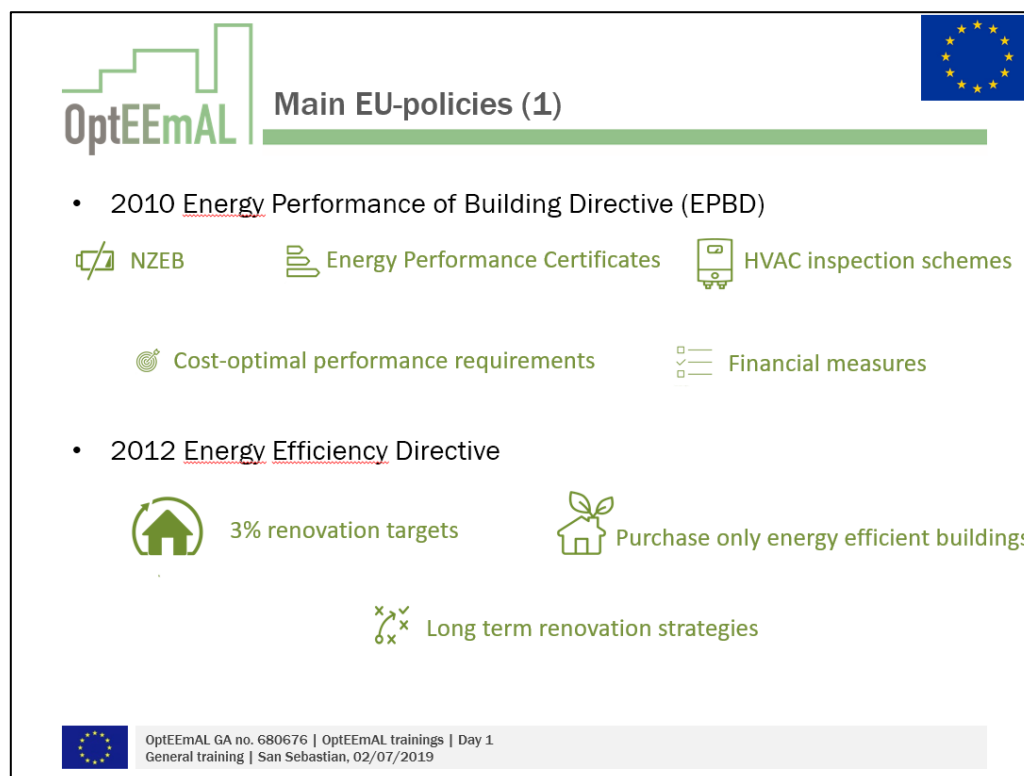 OptEEmAL
Main EU-policies (1)
• 2010 Energy Performance of Building Directive (EPBD)
NZEB
Energy Performance Certificates
HVAC inspection schemes
Cost-optimal performance requirements
Financial measures
• 2012 Energy Efficiency Directive
3% renovation targets
Purchase only energy efficient buildings
Long term renovation strategies
OptEEmAL GA no. 680676 | OptEEmAL trainings | Day 1
General training | San Sebastian, 02/07/2019